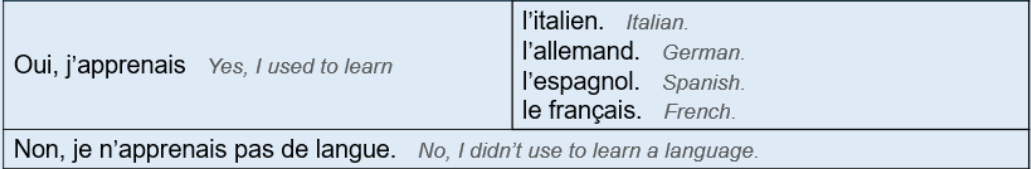 Oui, j’apprenais Yes, I used to learn
l’italien. Italian.
l’allemand. German.
l’espagnol. Spanish.
le français. French.
Non, je n’apprenais pas de langue. No, I didn’t use to learn a language.